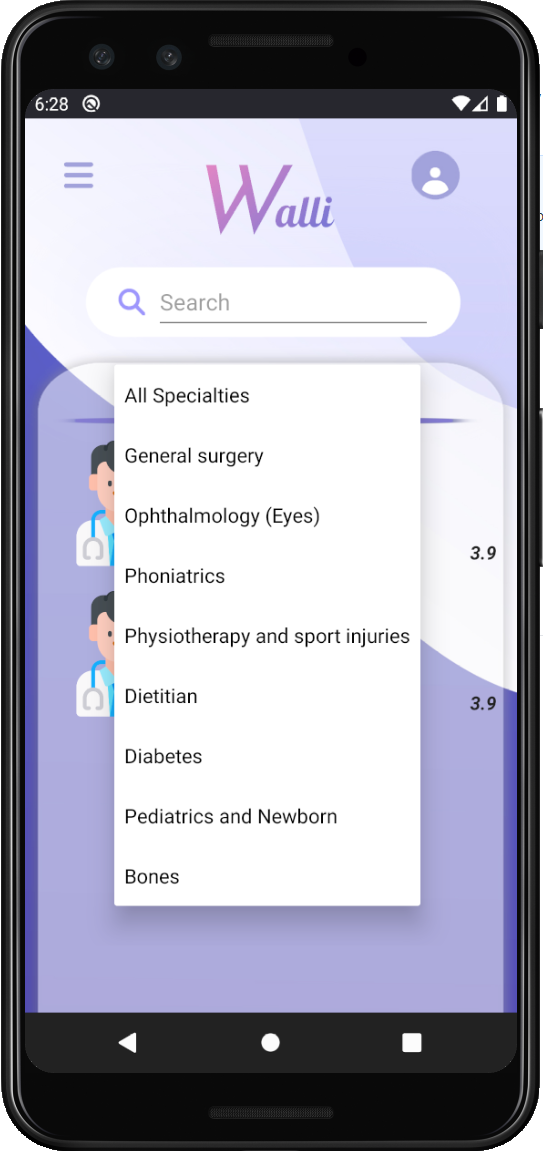 6:28
Walli
Search
All Specialties
General surgery
Ophthalmology (Eyes)
3.9
Phoniatrics
Physiotherapy and sport injuries
Dietitian
3.9
Diabetes
Pediatrics and Newborn
Bones